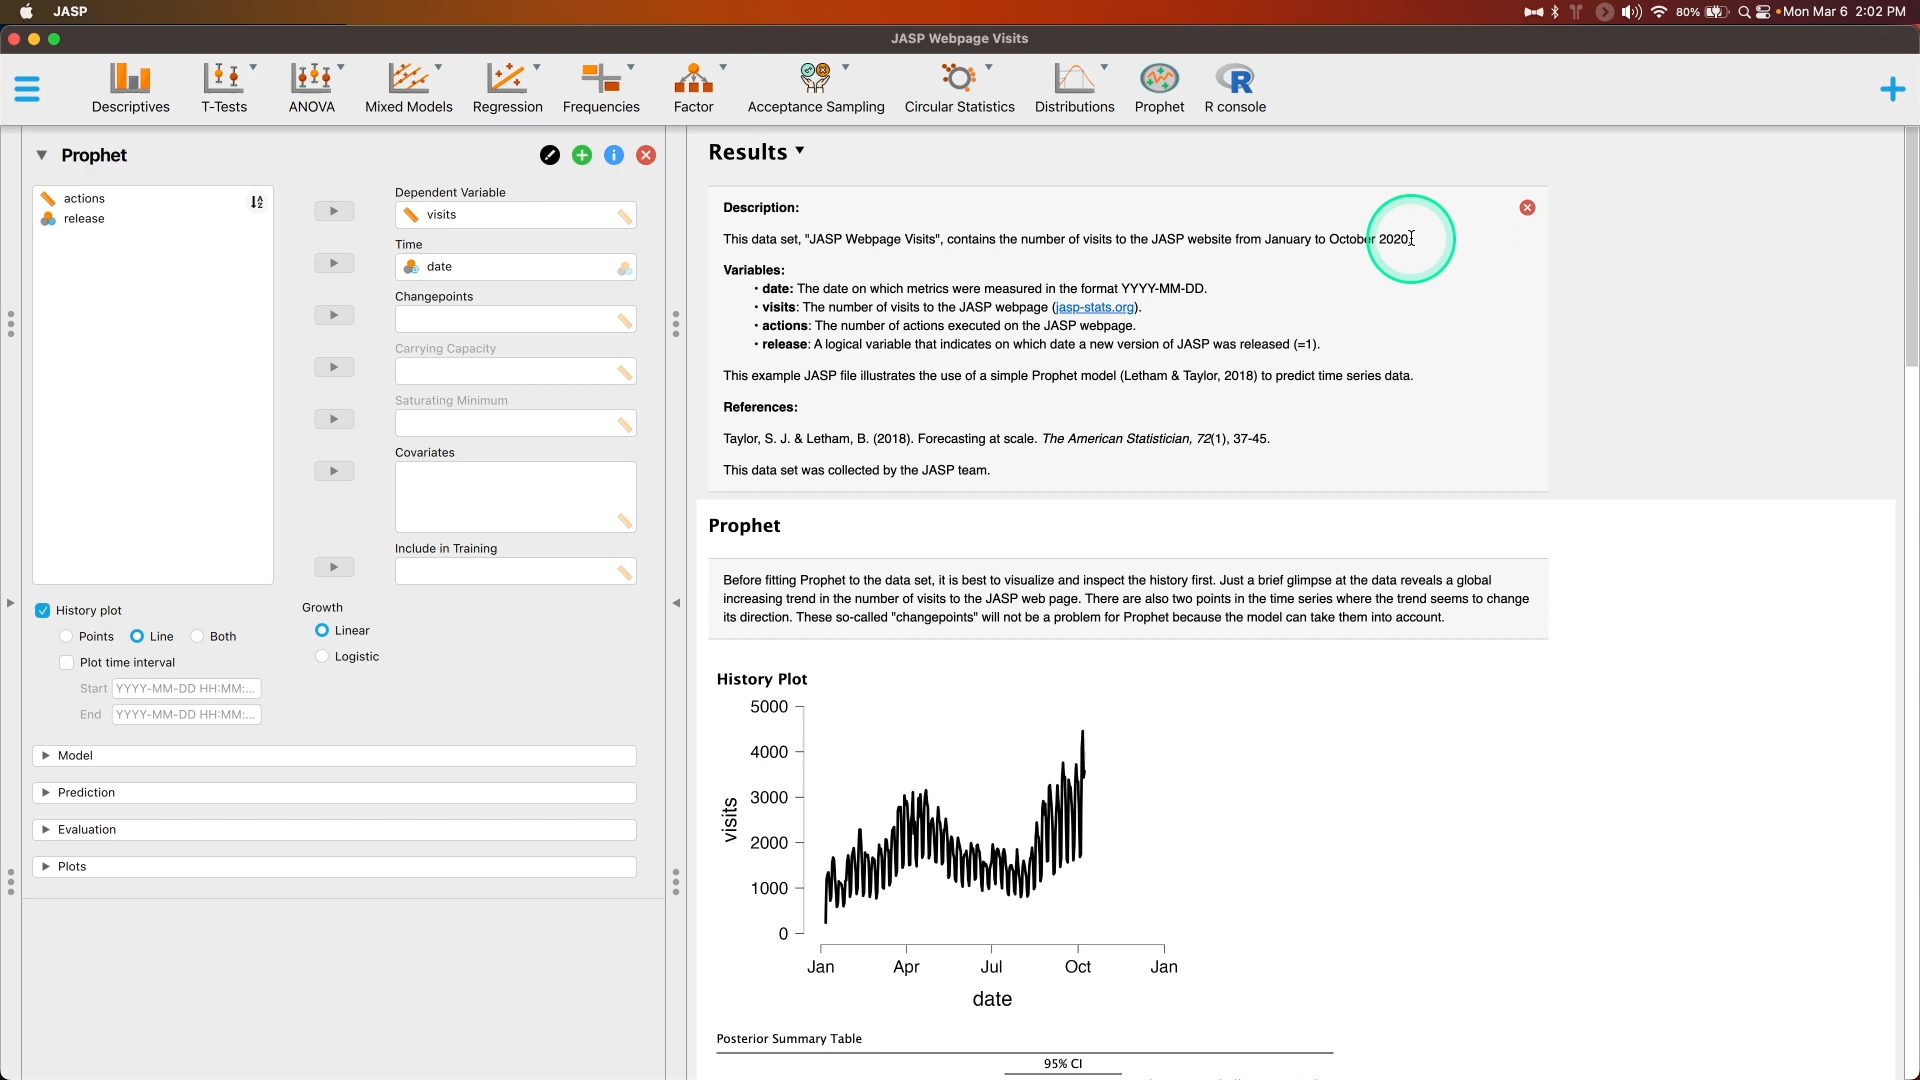 JASP
80%
Mon Mar 6 2:02 PM
JASP Webpage Visits
Descriptives
T-Tests
ANOVA
Mixed Models
Regression
Frequencies
Factor
Acceptance Sampling
Circular Statistics
Distributions
Prophet
R console
Prophet
actions
release
Dependent Variable
visits
Time
date
Changepoints
Carrying Capacity
Saturating Minimum
Covariates
Include in Training
History plot
Points Line Both
Plot time interval
Start YYYY-MM-DD HH:MM:...
End YYYY-MM-DD HH:MM:...
Growth
Linear
Logistic
Model
Prediction
Evaluation
Plots
Results
Description:
This data set, "JASP Webpage Visits", contains the number of visits to the JASP website from January to October 2020.
Variables:
• date: The date on which metrics were measured in the format YYYY-MM-DD.
• visits: The number of visits to the JASP webpage (jasp-stats.org).
• actions: The number of actions executed on the JASP webpage.
• release: A logical variable that indicates on which date a new version of JASP was released (=1).
This example JASP file illustrates the use of a simple Prophet model (Letham & Taylor, 2018) to predict time series data.
References:
Taylor, S. J. & Letham, B. (2018). Forecasting at scale. The American Statistician, 72(1), 37-45.
This data set was collected by the JASP team.
Prophet
Before fitting Prophet to the data set, it is best to visualize and inspect the history first. Just a brief glimpse at the data reveals a global
increasing trend in the number of visits to the JASP web page. There are also two points in the time series where the trend seems to change
its direction. These so-called "changepoints" will not be a problem for Prophet because the model can take them into account.
History Plot
5000
4000
3000
2000
1000
0
visits
Jan Apr Jul Oct Jan
date
Posterior Summary Table
95% CI